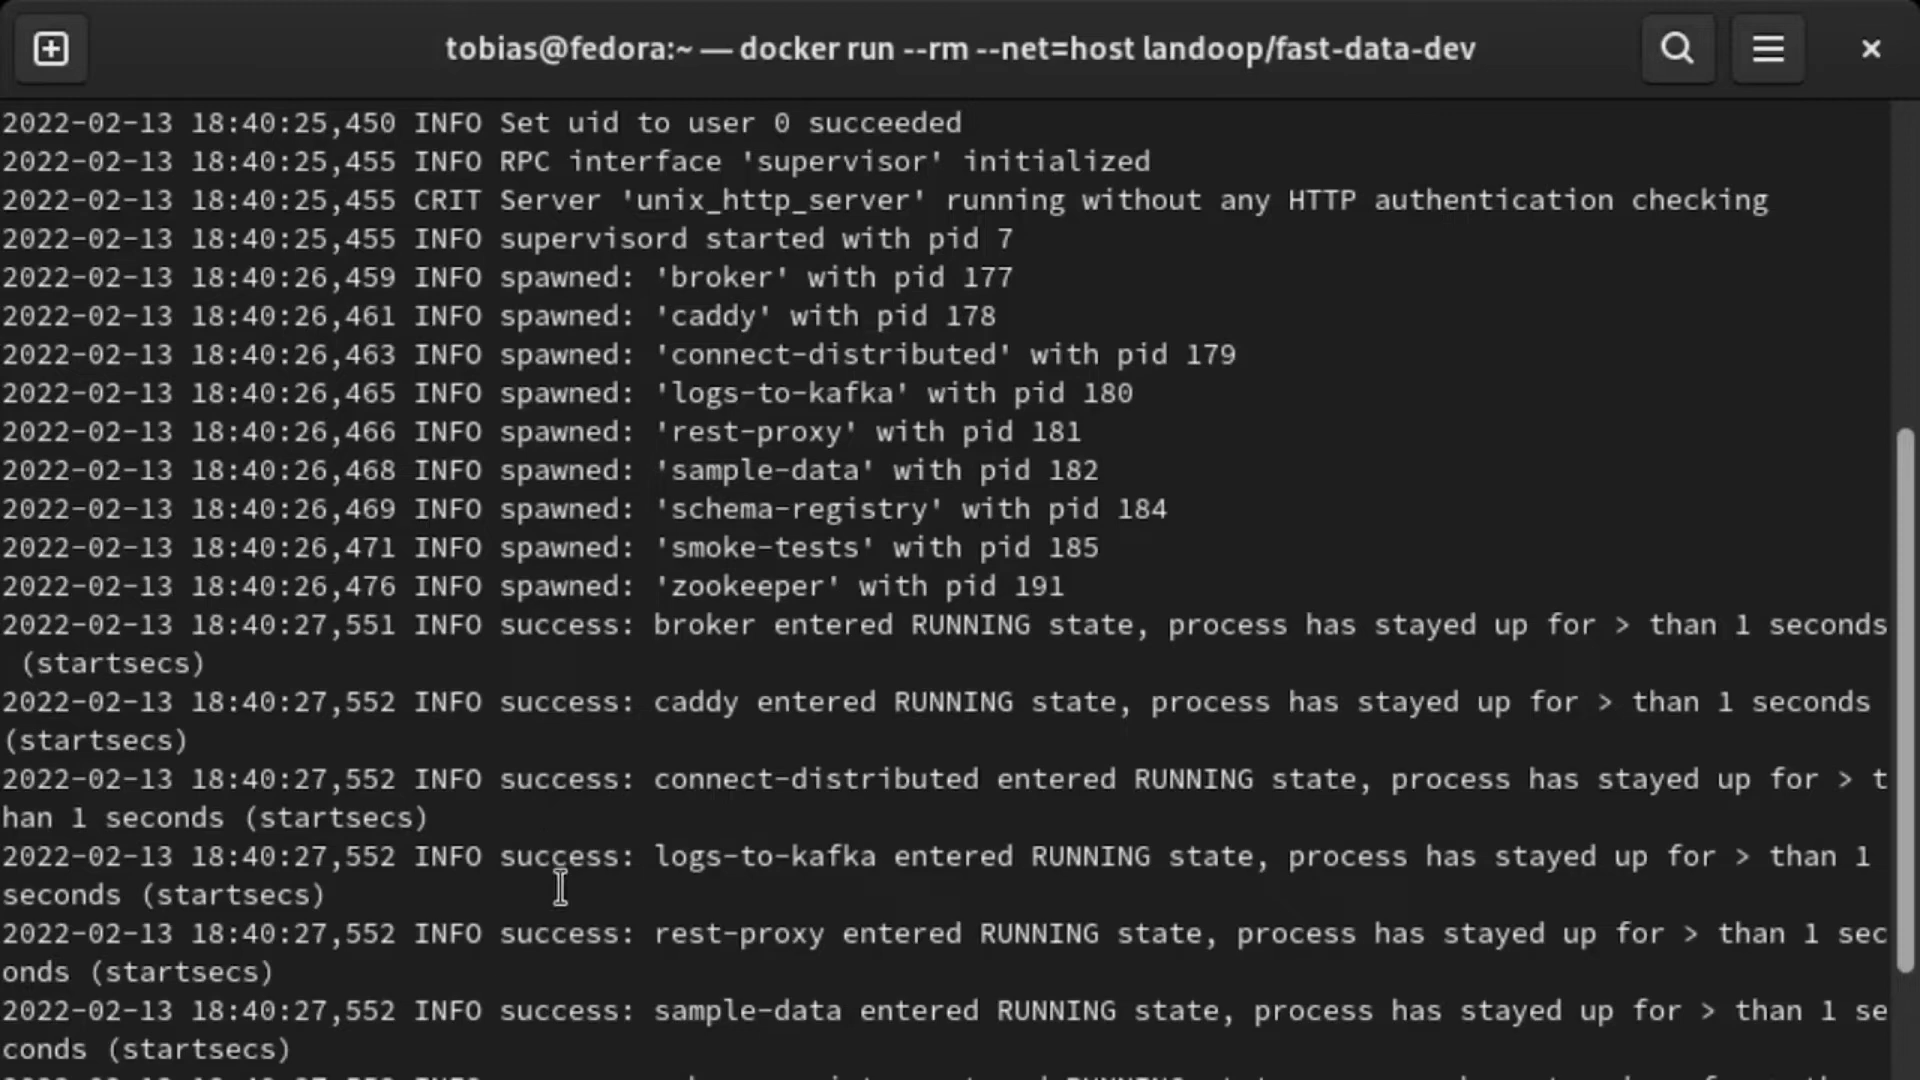 tobias@fedora:~ — docker run --rm --net=host landoop/fast-data-dev
2022-02-13 18:40:25,450 INFO Set uid to user 0 succeeded
2022-02-13 18:40:25,455 INFO RPC interface 'supervisor' initialized
2022-02-13 18:40:25,455 CRIT Server 'unix_http_server' running without any HTTP authentication checking
2022-02-13 18:40:25,455 INFO supervisord started with pid 7
2022-02-13 18:40:26,459 INFO spawned: 'broker' with pid 177
2022-02-13 18:40:26,461 INFO spawned: 'caddy' with pid 178
2022-02-13 18:40:26,463 INFO spawned: 'connect-distributed' with pid 179
2022-02-13 18:40:26,465 INFO spawned: 'logs-to-kafka' with pid 180
2022-02-13 18:40:26,466 INFO spawned: 'rest-proxy' with pid 181
2022-02-13 18:40:26,468 INFO spawned: 'sample-data' with pid 182
2022-02-13 18:40:26,469 INFO spawned: 'schema-registry' with pid 184
2022-02-13 18:40:26,471 INFO spawned: 'smoke-tests' with pid 185
2022-02-13 18:40:26,476 INFO spawned: 'zookeeper' with pid 191
2022-02-13 18:40:27,551 INFO success: broker entered RUNNING state, process has stayed up for > than 1 seconds
(startsecs)
2022-02-13 18:40:27,552 INFO success: caddy entered RUNNING state, process has stayed up for > than 1 seconds
(startsecs)
2022-02-13 18:40:27,552 INFO success: connect-distributed entered RUNNING state, process has stayed up for > t
han 1 seconds (startsecs)
2022-02-13 18:40:27,552 INFO success: logs-to-kafka entered RUNNING state, process has stayed up for > than 1
seconds (startsecs)
2022-02-13 18:40:27,552 INFO success: rest-proxy entered RUNNING state, process has stayed up for > than 1 sec
onds (startsecs)
2022-02-13 18:40:27,552 INFO success: sample-data entered RUNNING state, process has stayed up for > than 1 se
conds (startsecs)